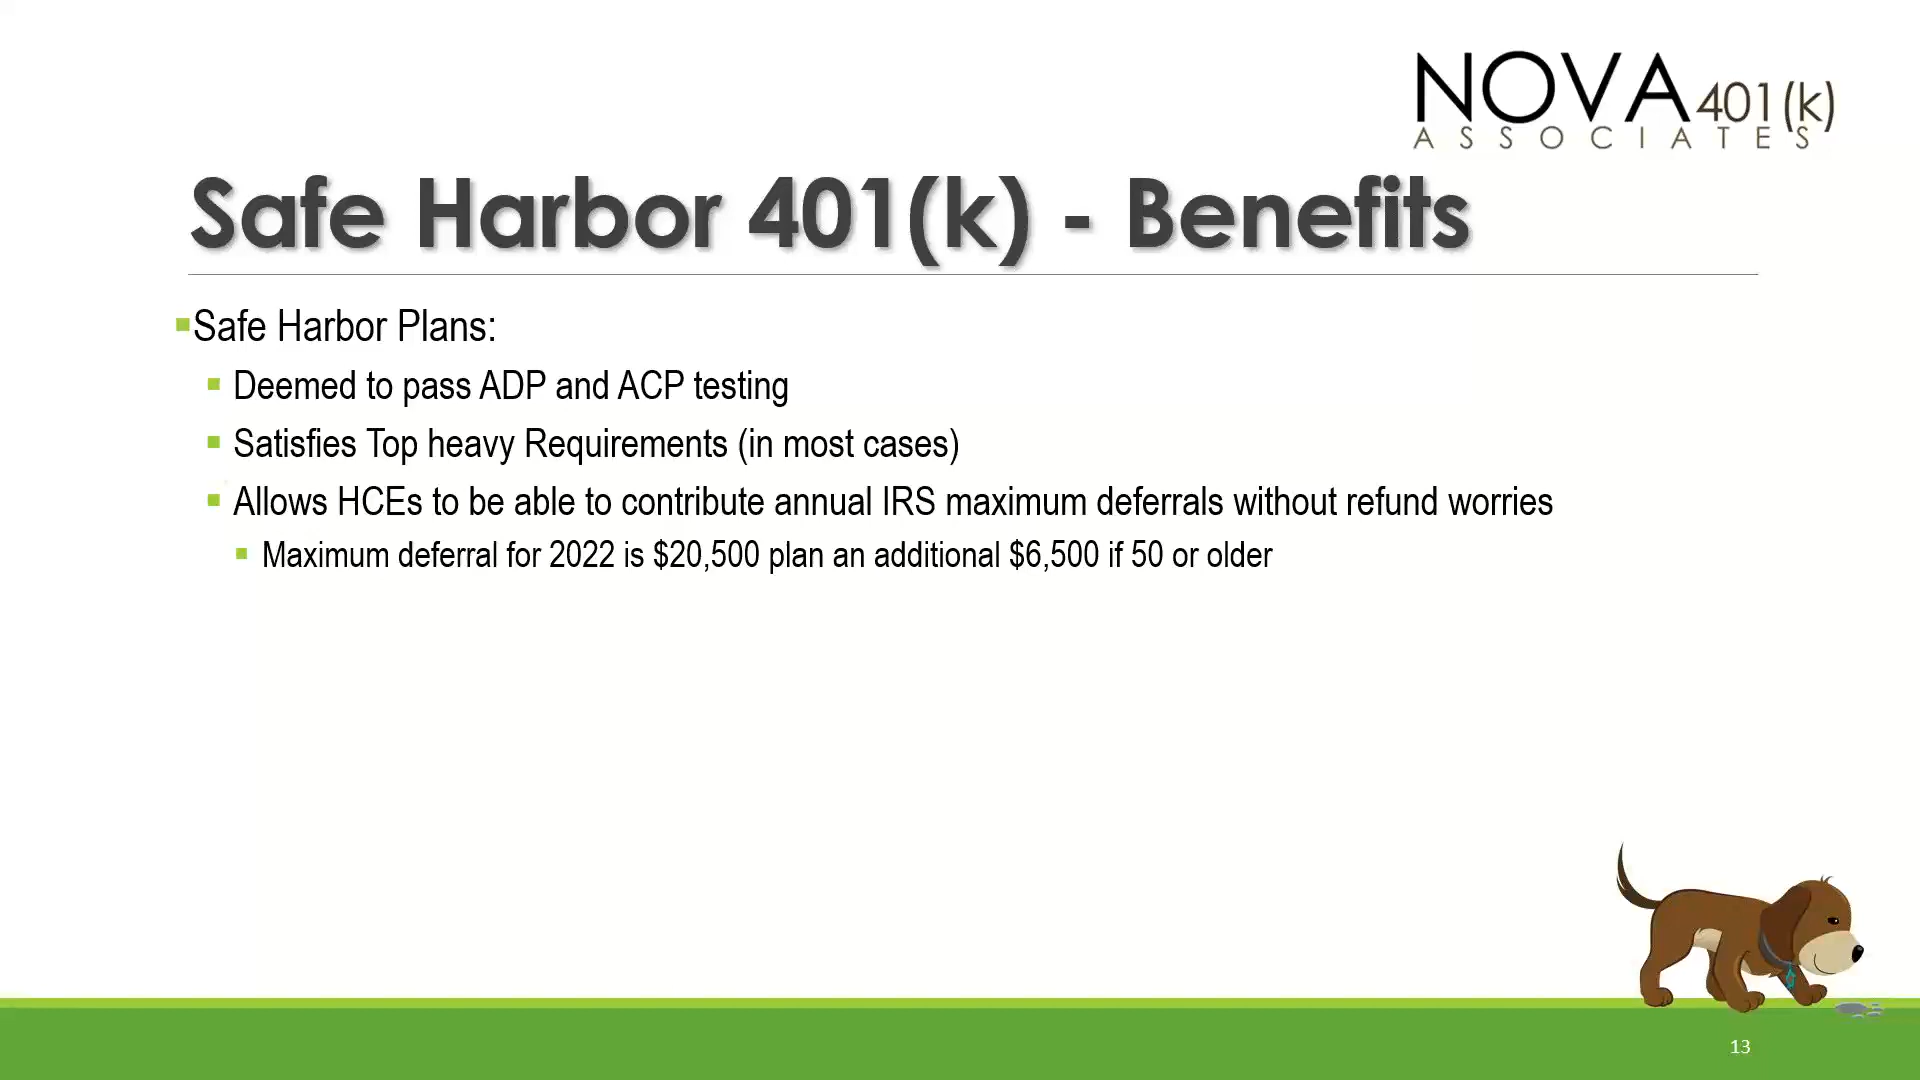 NOVA 401(k)
ASSOCIATES
Safe Harbor 401(k) - Benefits
Safe Harbor Plans:
Deemed to pass ADP and ACP testing
Satisfies Top heavy Requirements (in most cases)
Allows HCEs to be able to contribute annual IRS maximum deferrals without refund worries
Maximum deferral for 2022 is $20,500 plan an additional $6,500 if 50 or older
13